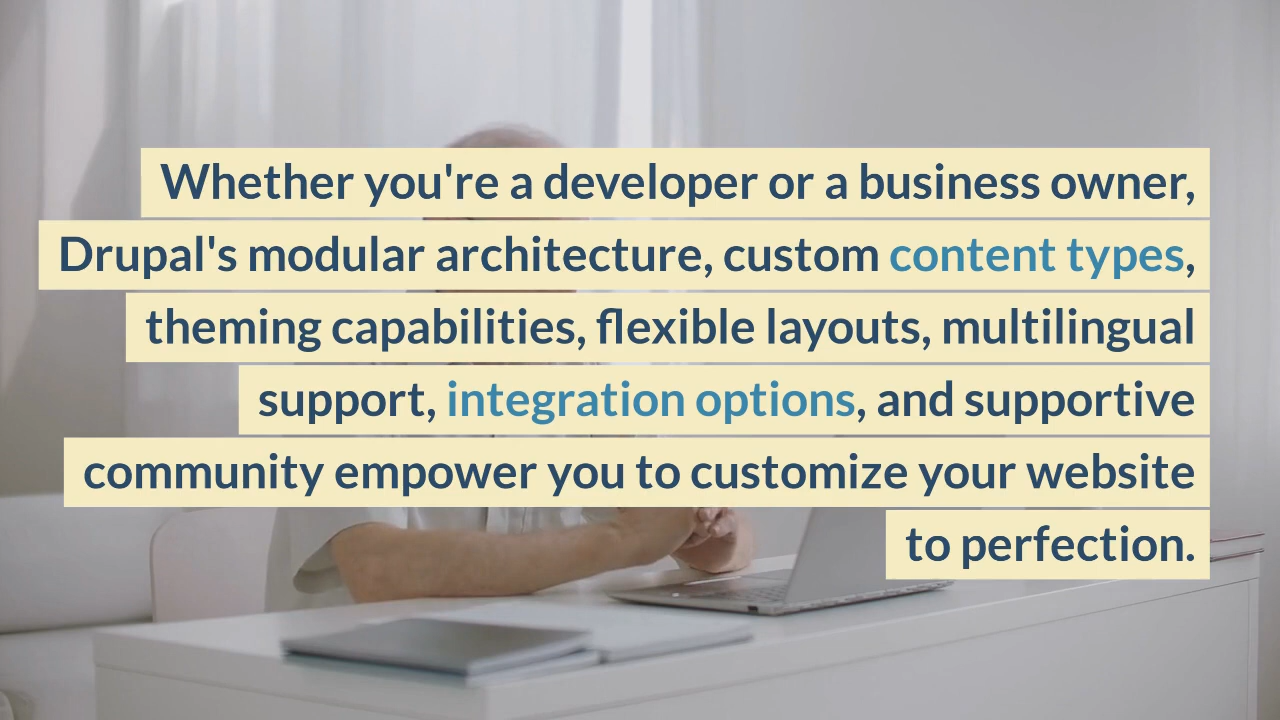 Whether you're a developer or a business owner,
Drupal's modular architecture, custom content types,
theming capabilities, flexible layouts, multilingual
support, integration options, and supportive
community empower you to customize your website
to perfection.